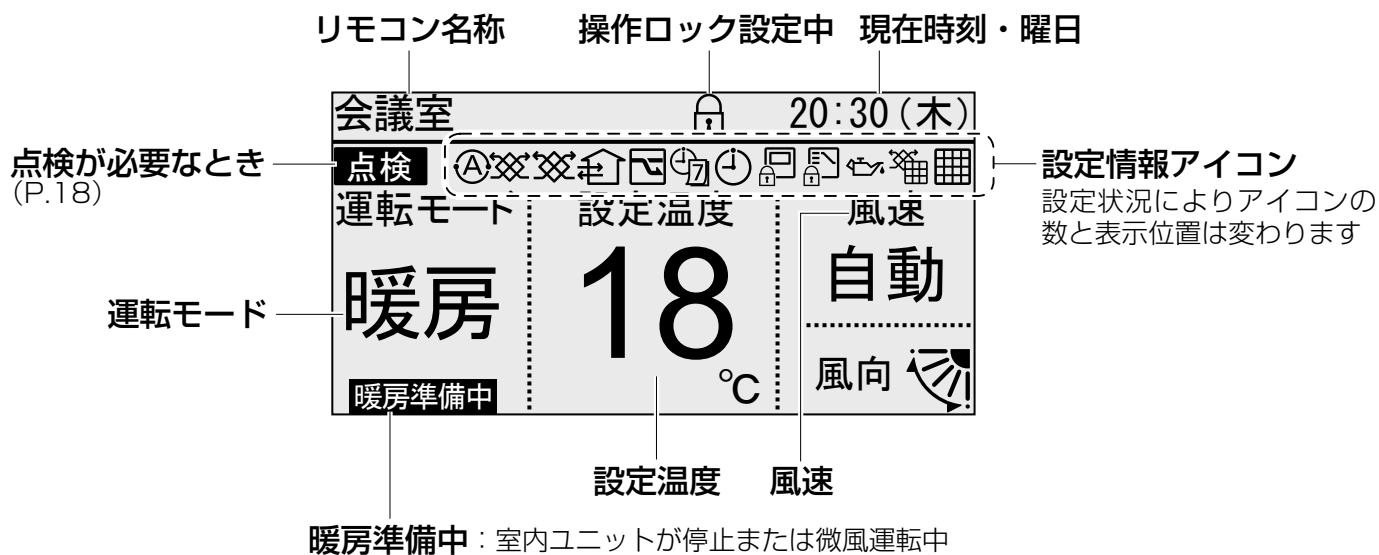 リモコン名称
操作ロック設定中
現在時刻・曜日
会議室
20:30(木)
点検が必要なとき
(P.18)
点検
設定情報アイコン
設定状況によりアイコンの
数と表示位置は変わります
運転モード
設定温度
風速
暖房
18
℃
自動
運転モード
風向
暖房準備中
設定温度
風速
暖房準備中:室内ユニットが停止または微風運転中